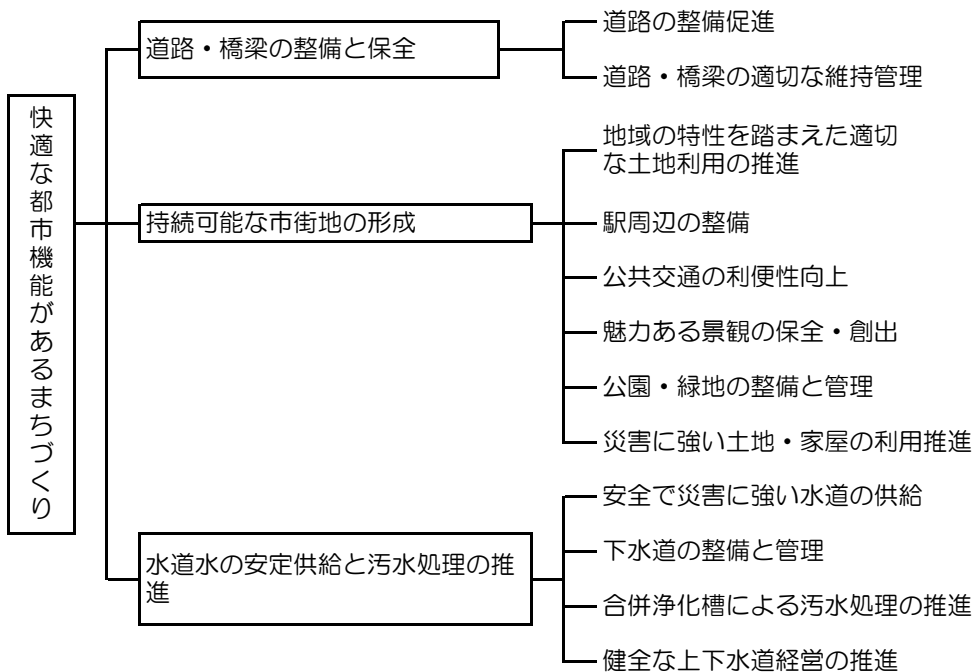 快適な都市機能があるまちづくり
道路・橋梁の整備と保全
道路の整備促進
道路・橋梁の適切な維持管理
持続可能な市街地の形成
地域の特性を踏まえた適切
な土地利用の推進
駅周辺の整備
公共交通の利便性向上
魅力ある景観の保全・創出
公園・緑地の整備と管理
災害に強い土地・家屋の利用推進
水道水の安定供給と汚水処理の推
進
安全で災害に強い水道の供給
下水道の整備と管理
合併浄化槽による汚水処理の推進
健全な上下水道経営の推進